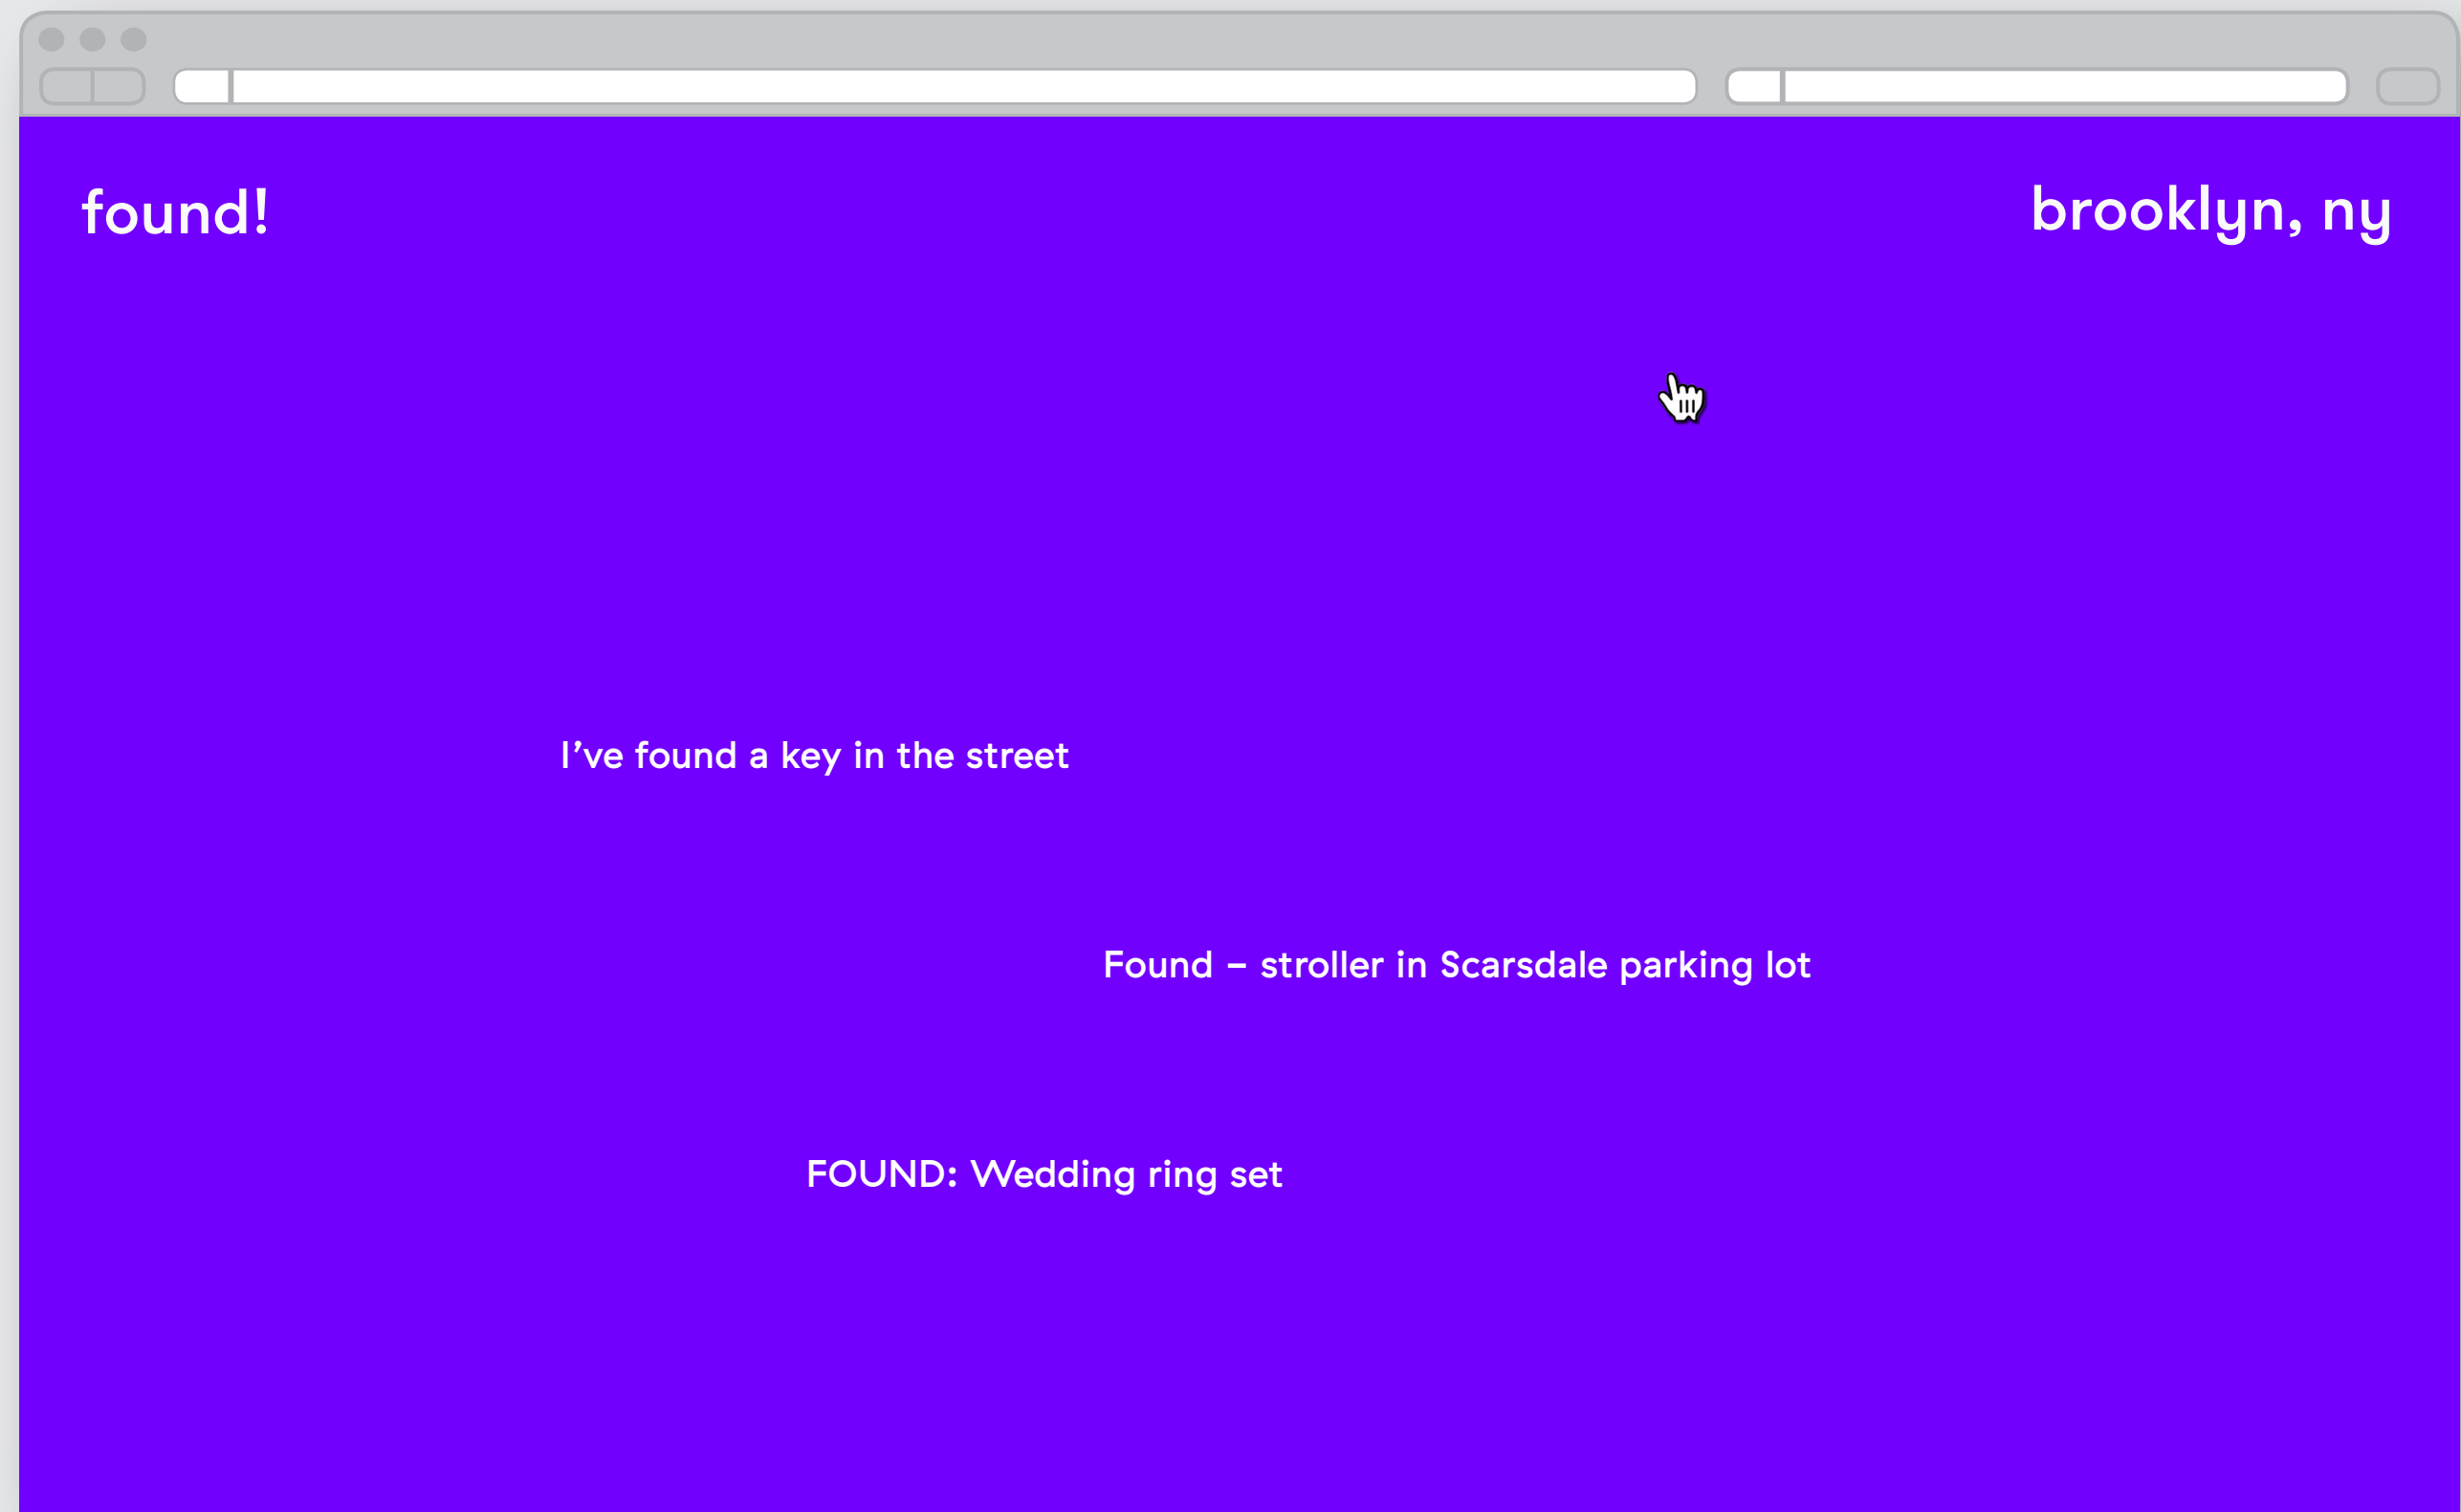 found!
brooklyn, ny
I’ve found a key in the street
Found – stroller in Scarsdale parking lot
FOUND: Wedding ring set